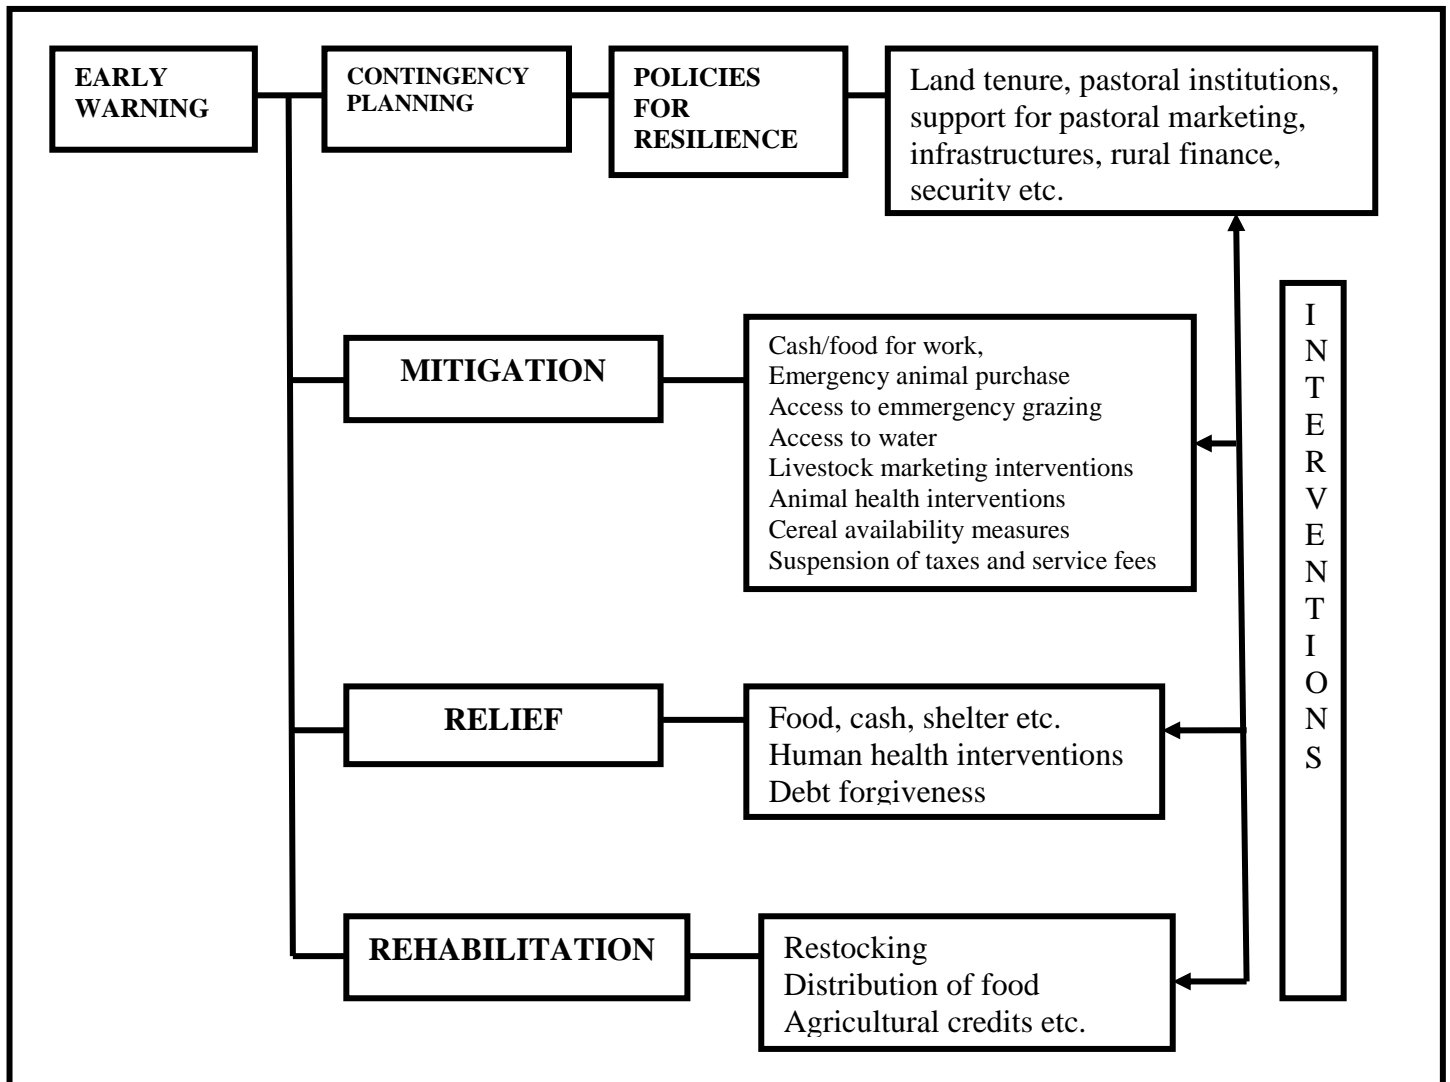 EARLY
WARNING
CONTINGENCY
PLANNING
POLICIES
FOR
RESILIENCE
Land tenure, pastoral institutions,
support for pastoral marketing,
infrastructures, rural finance,
security etc.
MITIGATION
Cash/food for work,
Emergency animal purchase
Access to emmergency grazing
Access to water
Livestock marketing interventions
Animal health interventions
Cereal availability measures
Suspension of taxes and service fees
RELIEF
Food, cash, shelter etc.
Human health interventions
Debt forgiveness
REHABILITATION
Restocking
Distribution of food
Agricultural credits etc.
I
N
T
E
R
V
E
N
T
I
O
N
S